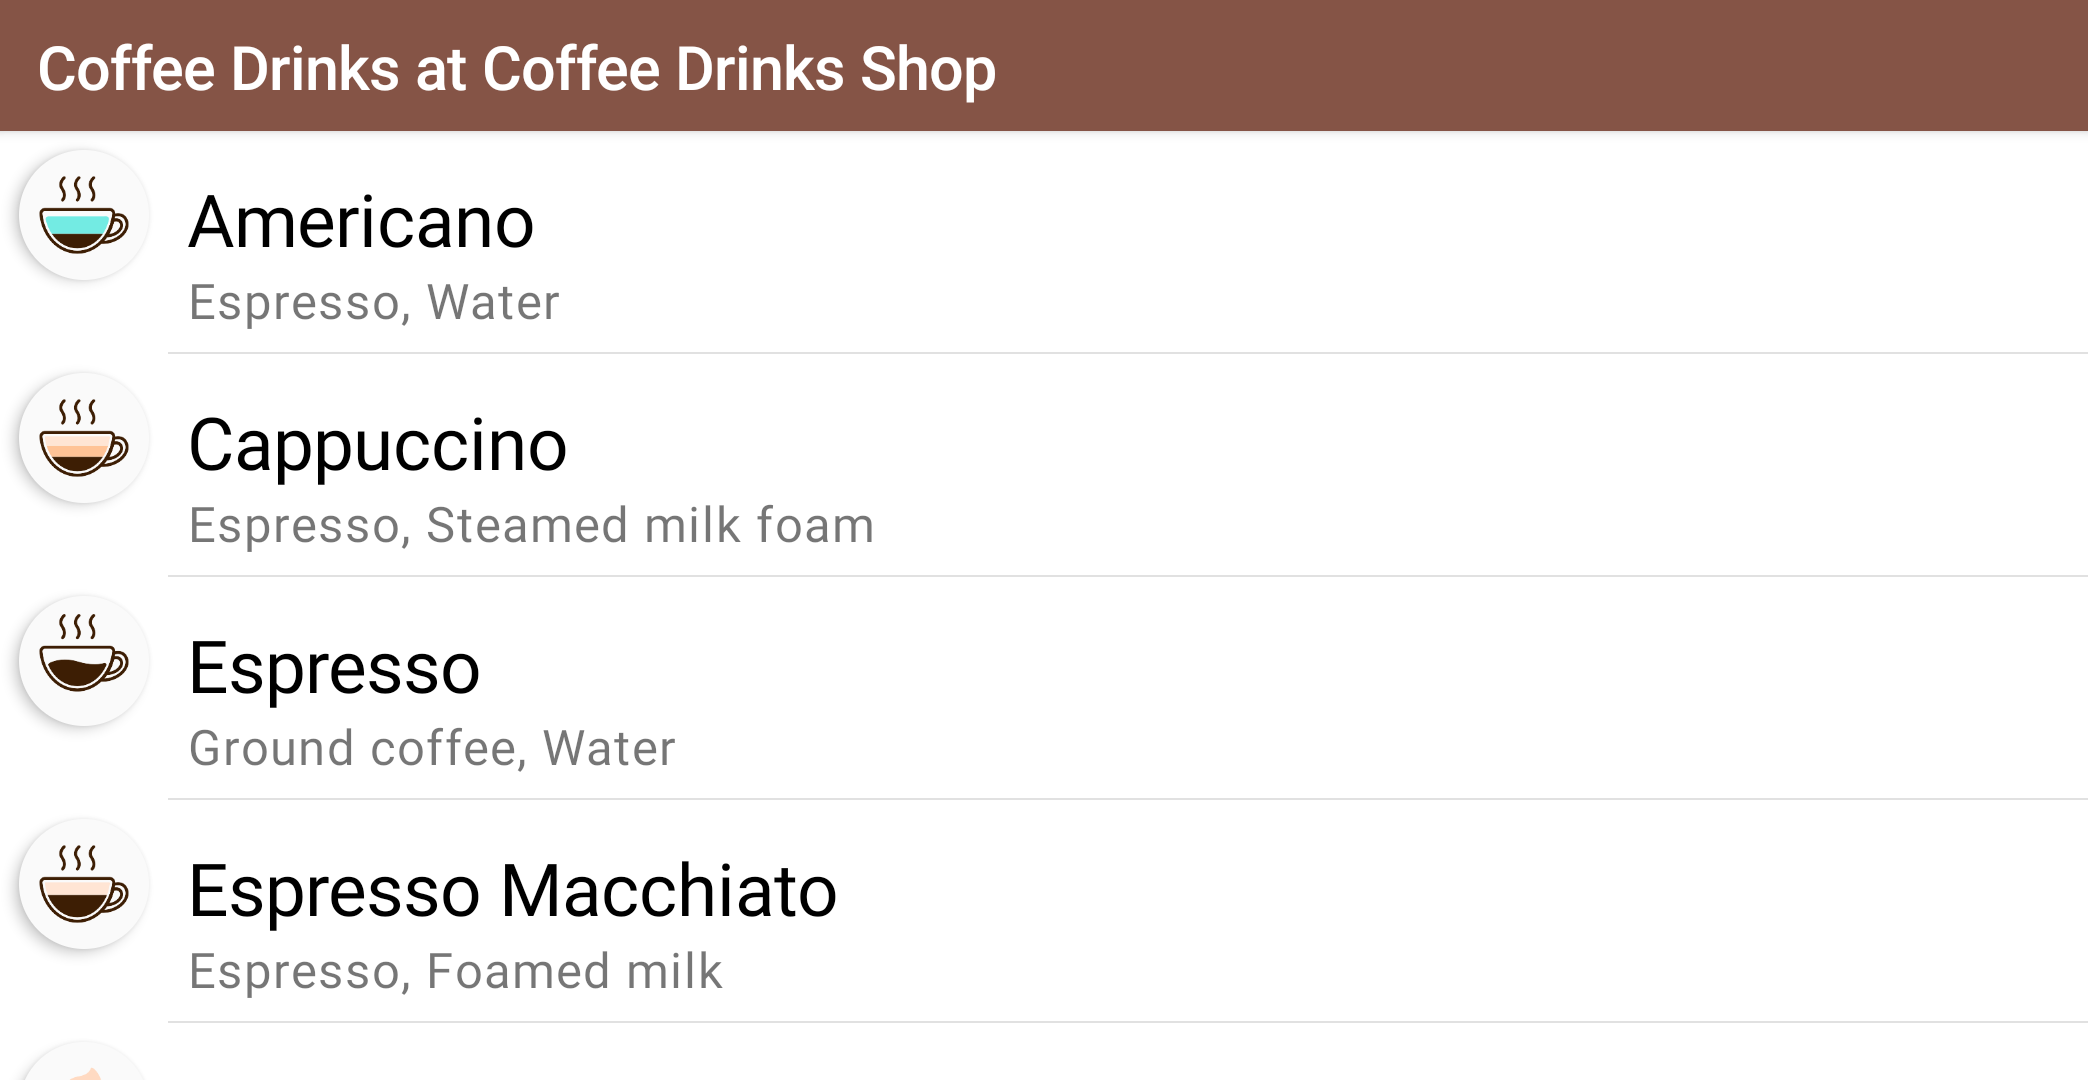 Coffee Drinks at Coffee Drinks Shop
Americano
Espresso, Water
Cappuccino
Espresso, Steamed milk foam
Espresso
Ground coffee, Water
Espresso Macchiato
Espresso, Foamed milk